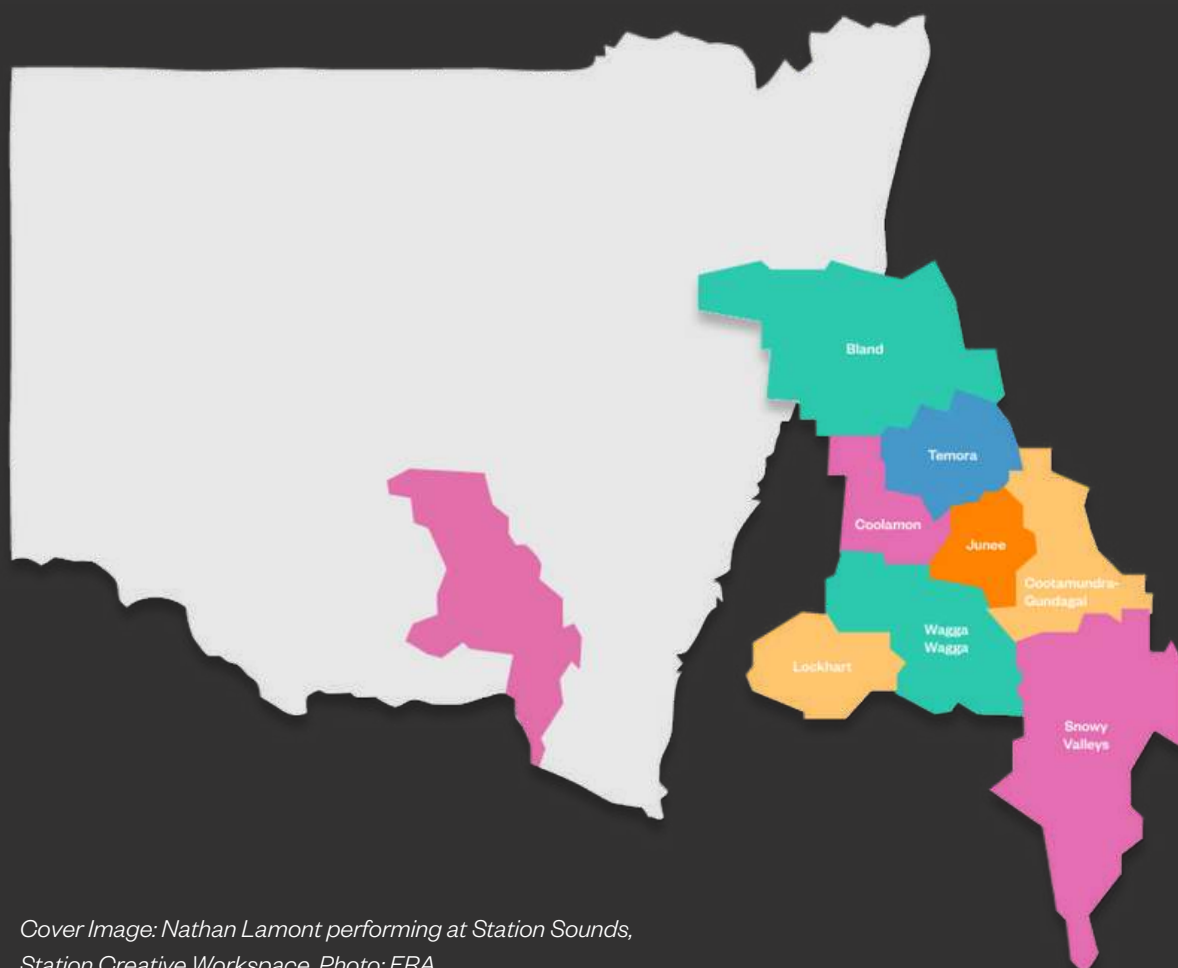 Bland
Temora
Coolamon
Junee
Cootamundra-
Gundagai
Wagga
Wagga
Lockhart
Snowy
Valleys
Cover Image: Nathan Lamont performing at Station Sounds,
Station Creative Workspace. Photo: ERA